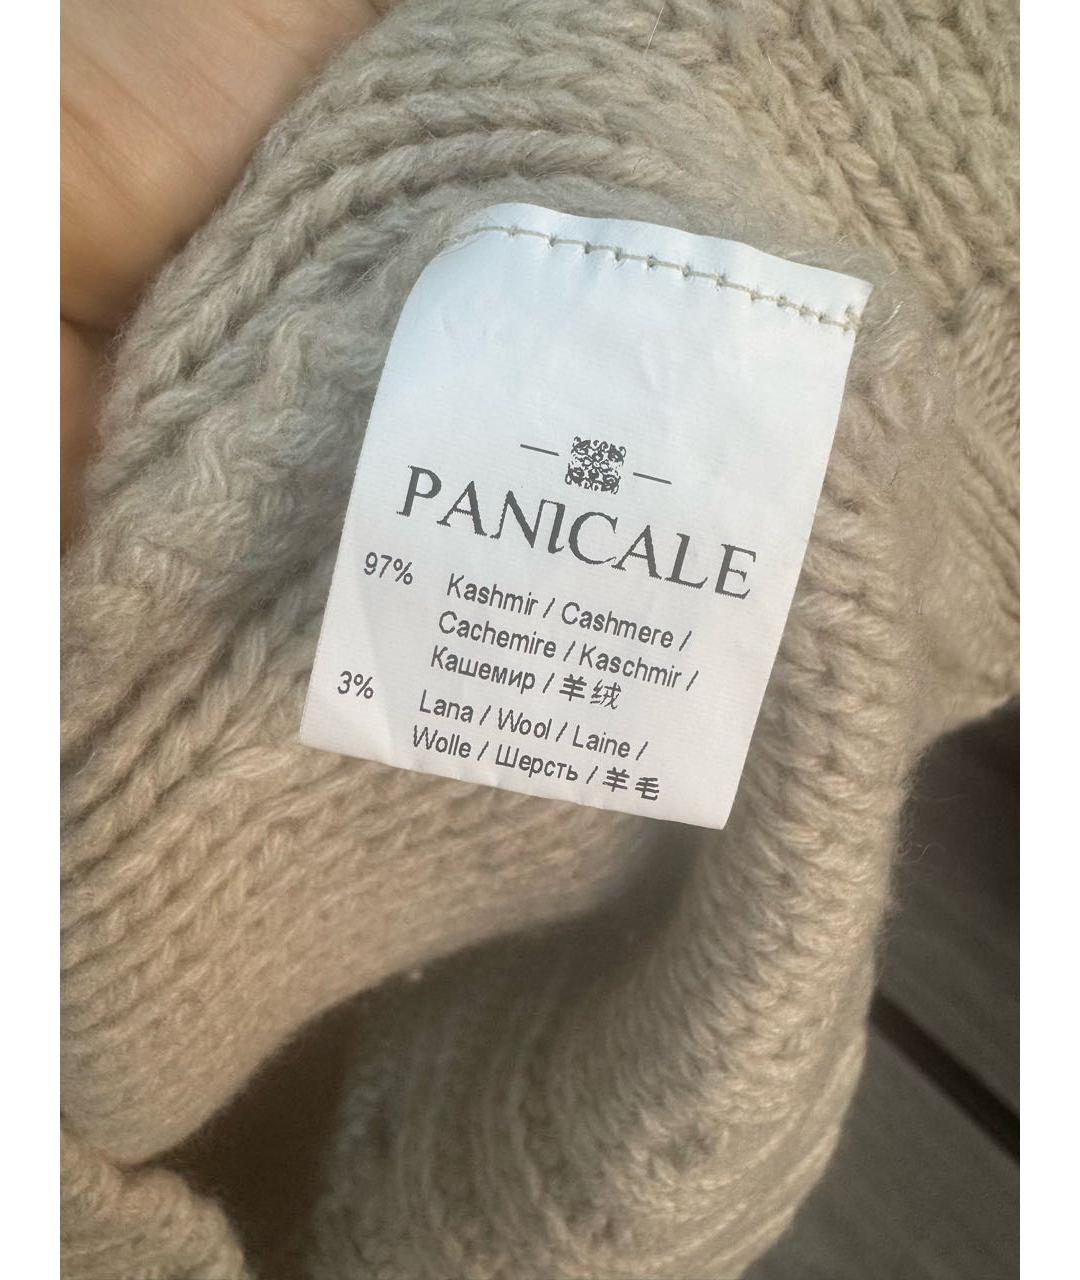 PANICALE
97% Kashmir / Cashmere /
Cachemire / Kaschmir /
Кашемир / 羊绒
3% Lana / Wool / Laine /
Wolle / Шерсть / 羊毛